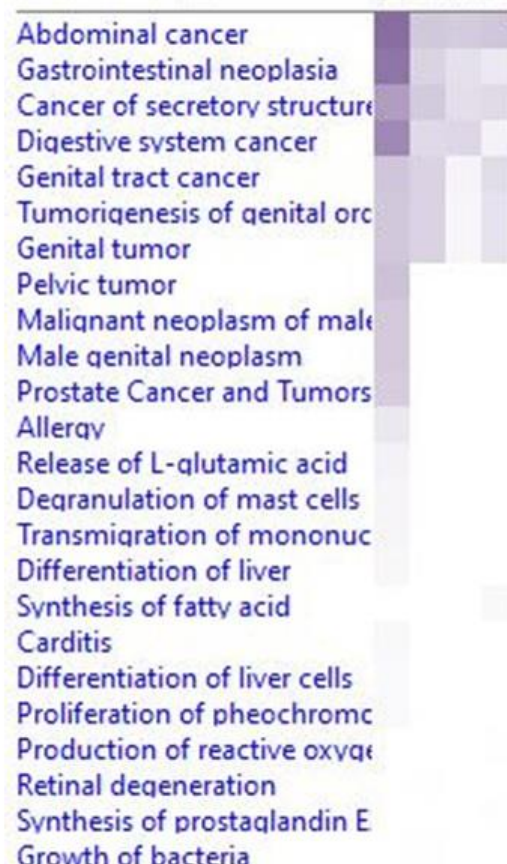 Abdominal cancer
Gastrointestinal neoplasia
Cancer of secretory structure
Digestive system cancer
Genital tract cancer
Tumorigenesis of genital orc
Genital tumor
Pelvic tumor
Malignant neoplasm of male
Male genital neoplasm
Prostate Cancer and Tumors
Allergy
Release of L-glutamic acid
Degranulation of mast cells
Transmigration of mononuc
Differentiation of liver
Synthesis of fatty acid
Carditis
Differentiation of liver cells
Proliferation of pheochromc
Production of reactive oxyge
Retinal degeneration
Synthesis of prostaglandin E
Growth of bacteria